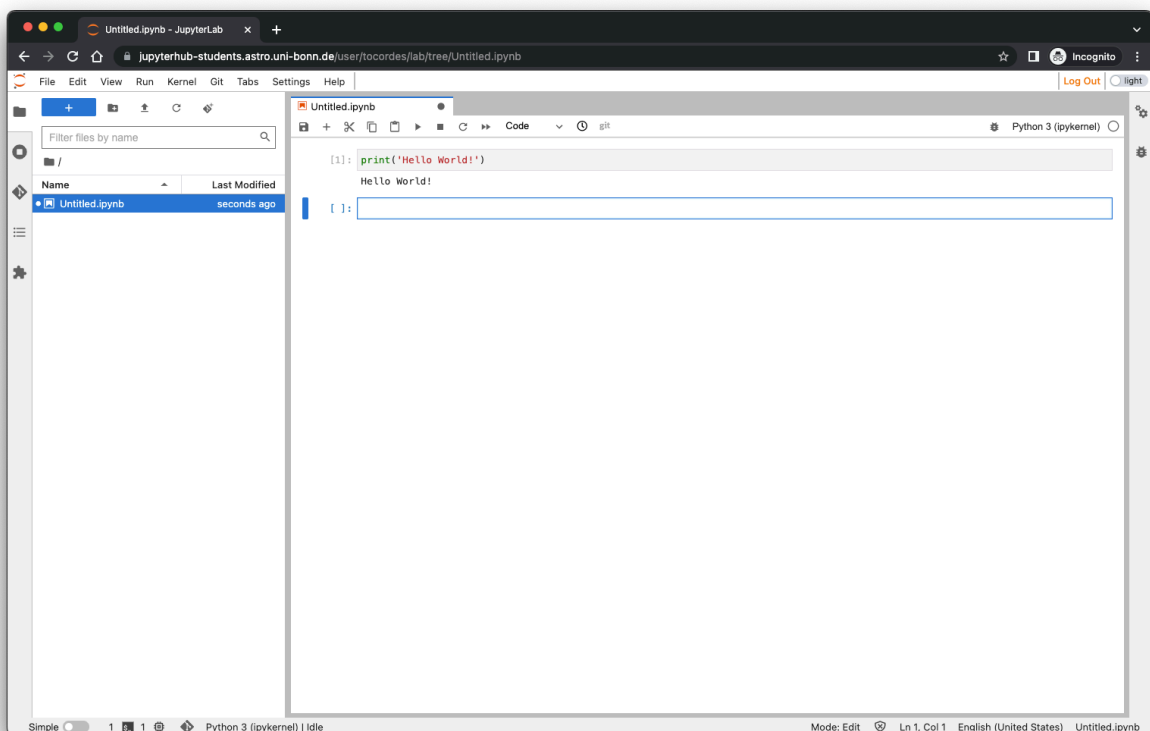 Untitled.ipynb - JupyterLab
jupyterhub-students.astro.uni-bonn.de/user/tocordes/lab/tree/Untitled.ipynb
Incognito
File Edit View Run Kernel Git Tabs Settings Help
Log Out light
Filter files by name
/
Name Last Modified
Untitled.ipynb seconds ago
Untitled.ipynb
Code git Python 3 (ipykernel)
[1]: print('Hello World!')
Hello World!
[ ]:
Simple 1 1 Python 3 (ipykernel) | Idle Mode: Edit Ln 1, Col 1 English (United States) Untitled.ipynb